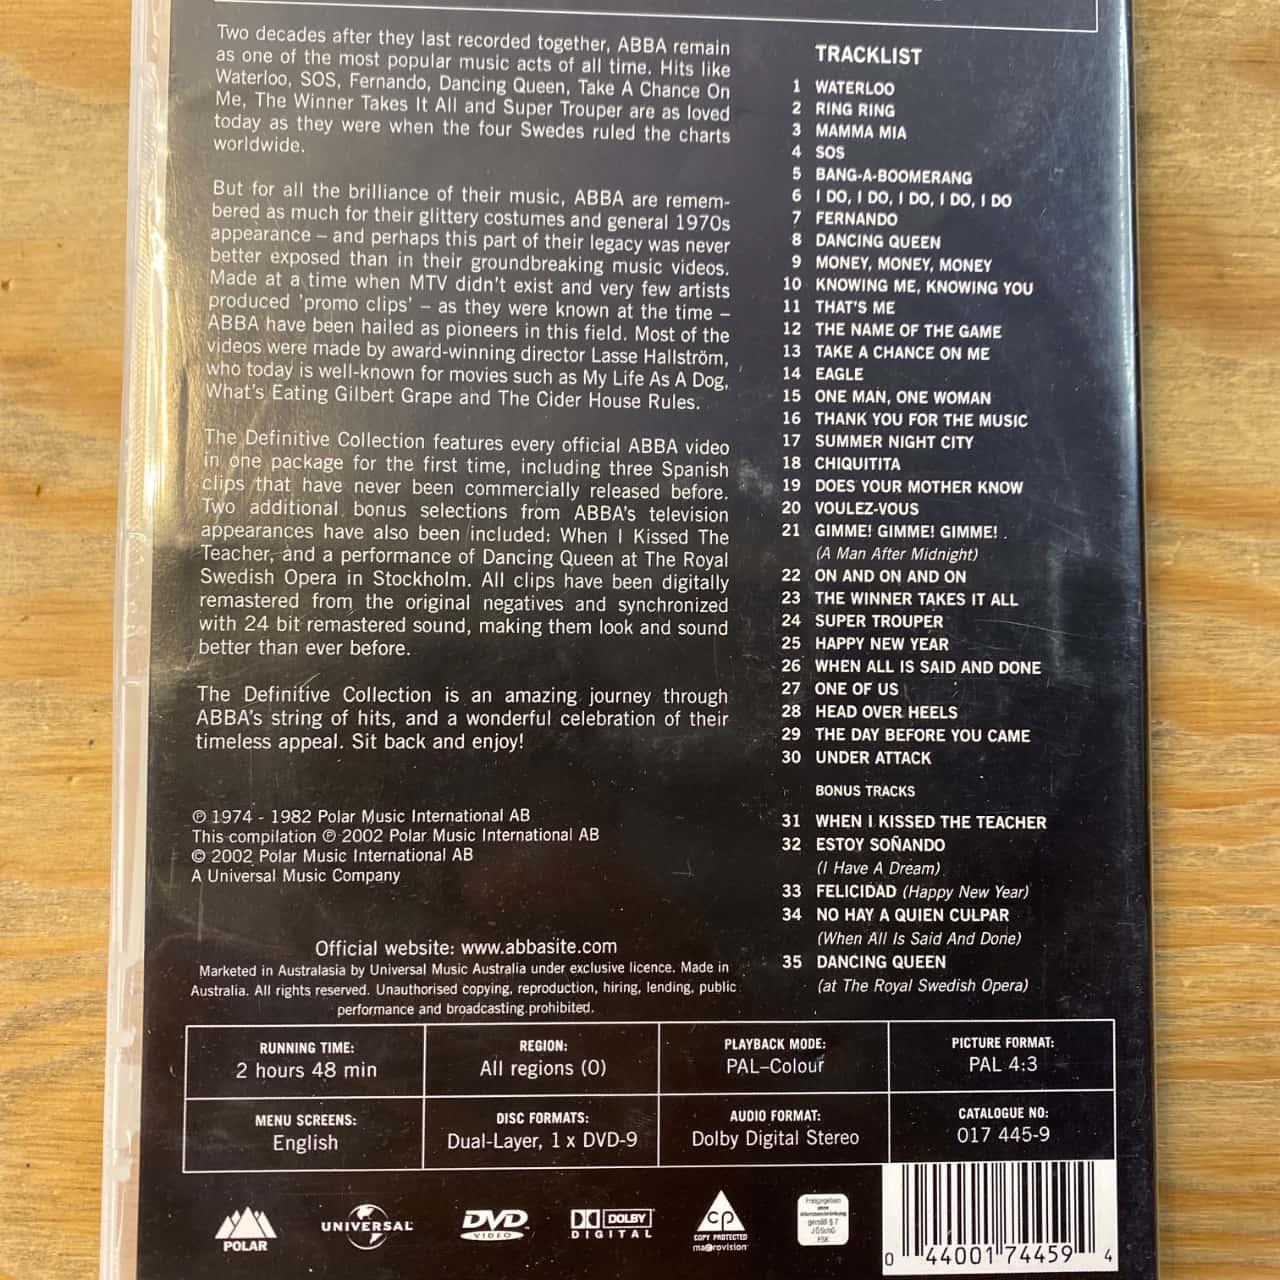 Two decades after they last recorded together, ABBA remain
as one of the most popular music acts of all time. Hits like
Waterloo, SOS, Fernando, Dancing Queen, Take A Chance On
Me, The Winner Takes It All and Super Trouper are as loved
today as they were when the four Swedes ruled the charts
worldwide.
But for all the brilliance of their music, ABBA are remem-
bered as much for their glittery costumes and general 1970s
appearance – and perhaps this part of their legacy was never
better exposed than in their groundbreaking music videos.
Made at a time when MTV didn't exist and very few artists
produced 'promo clips' – as they were known at the time –
ABBA have been hailed as pioneers in this field. Most of the
videos were made by award-winning director Lasse Hallström,
who today is well-known for movies such as My Life As A Dog,
What's Eating Gilbert Grape and The Cider House Rules.
The Definitive Collection features every official ABBA video
in one package for the first time, including three Spanish
clips that have never been commercially released before.
Two additional bonus selections from ABBA's television
appearances have also been included: When I Kissed The
Teacher, and a performance of Dancing Queen at The Royal
Swedish Opera in Stockholm. All clips have been digitally
remastered from the original negatives and synchronized
with 24 bit remastered sound, making them look and sound
better than ever before.
The Definitive Collection is an amazing journey through
ABBA's string of hits, and a wonderful celebration of their
timeless appeal. Sit back and enjoy!
℗ 1974 - 1982 Polar Music International AB
This compilation ℗ 2002 Polar Music International AB
© 2002 Polar Music International AB
A Universal Music Company
Official website: www.abbasite.com
Marketed in Australasia by Universal Music Australia under exclusive licence. Made in
Australia. All rights reserved. Unauthorised copying, reproduction, hiring, lending, public
performance and broadcasting prohibited.
TRACKLIST
1 WATERLOO
2 RING RING
3 MAMMA MIA
4 SOS
5 BANG-A-BOOMERANG
6 I DO, I DO, I DO, I DO, I DO
7 FERNANDO
8 DANCING QUEEN
9 MONEY, MONEY, MONEY
10 KNOWING ME, KNOWING YOU
11 THAT'S ME
12 THE NAME OF THE GAME
13 TAKE A CHANCE ON ME
14 EAGLE
15 ONE MAN, ONE WOMAN
16 THANK YOU FOR THE MUSIC
17 SUMMER NIGHT CITY
18 CHIQUITITA
19 DOES YOUR MOTHER KNOW
20 VOULEZ-VOUS
21 GIMME! GIMME! GIMME!
(A Man After Midnight)
22 ON AND ON AND ON
23 THE WINNER TAKES IT ALL
24 SUPER TROUPER
25 HAPPY NEW YEAR
26 WHEN ALL IS SAID AND DONE
27 ONE OF US
28 HEAD OVER HEELS
29 THE DAY BEFORE YOU CAME
30 UNDER ATTACK
BONUS TRACKS
31 WHEN I KISSED THE TEACHER
32 ESTOY SOÑANDO
(I Have A Dream)
33 FELICIDAD (Happy New Year)
34 NO HAY A QUIEN CULPAR
(When All Is Said And Done)
35 DANCING QUEEN
(at The Royal Swedish Opera)
RUNNING TIME:
2 hours 48 min
REGION:
All regions (0)
PLAYBACK MODE:
PAL–Colour
PICTURE FORMAT:
PAL 4:3
MENU SCREENS:
English
DISC FORMATS:
Dual-Layer, 1 x DVD-9
AUDIO FORMAT:
Dolby Digital Stereo
CATALOGUE NO:
017 445-9
POLAR
UNIVERSAL
DVD
VIDEO
DOLBY
DIGITAL
CP
COPY PROTECTED
macrovision
Freigegeben
ohne
Altersbeschränkung
gemäß § 7
JÖSchG
FSK
0 44001 74459 4